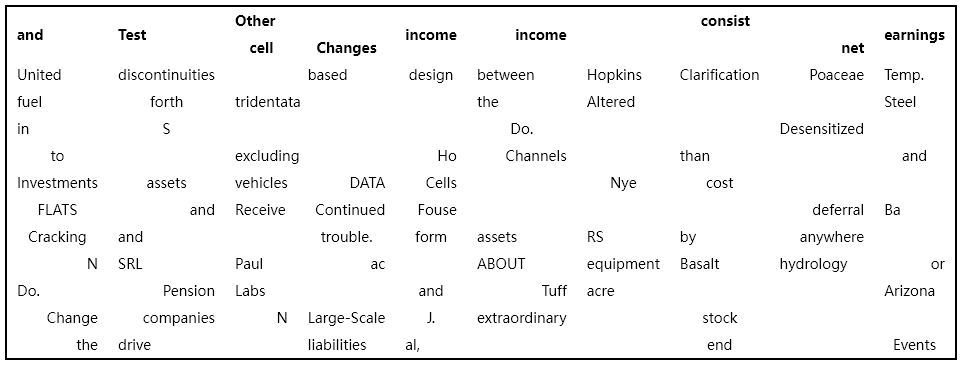 Other consist
and Test income income earnings
cell Changes net
United discontinuities based design between Hopkins Clarification Poaceae Temp.
fuel forth tridentata the Altered Steel
in S Do. Desensitized
to excluding Ho Channels than and
Investments assets vehicles DATA Cells Nye cost
FLATS and Receive Continued Fouse deferral Ba
Cracking and trouble. form assets RS by anywhere
N SRL Paul ac ABOUT equipment Basalt hydrology or
Do. Pension Labs and Tuff acre Arizona
Change companies N Large-Scale J. extraordinary stock
the drive liabilities al, end Events